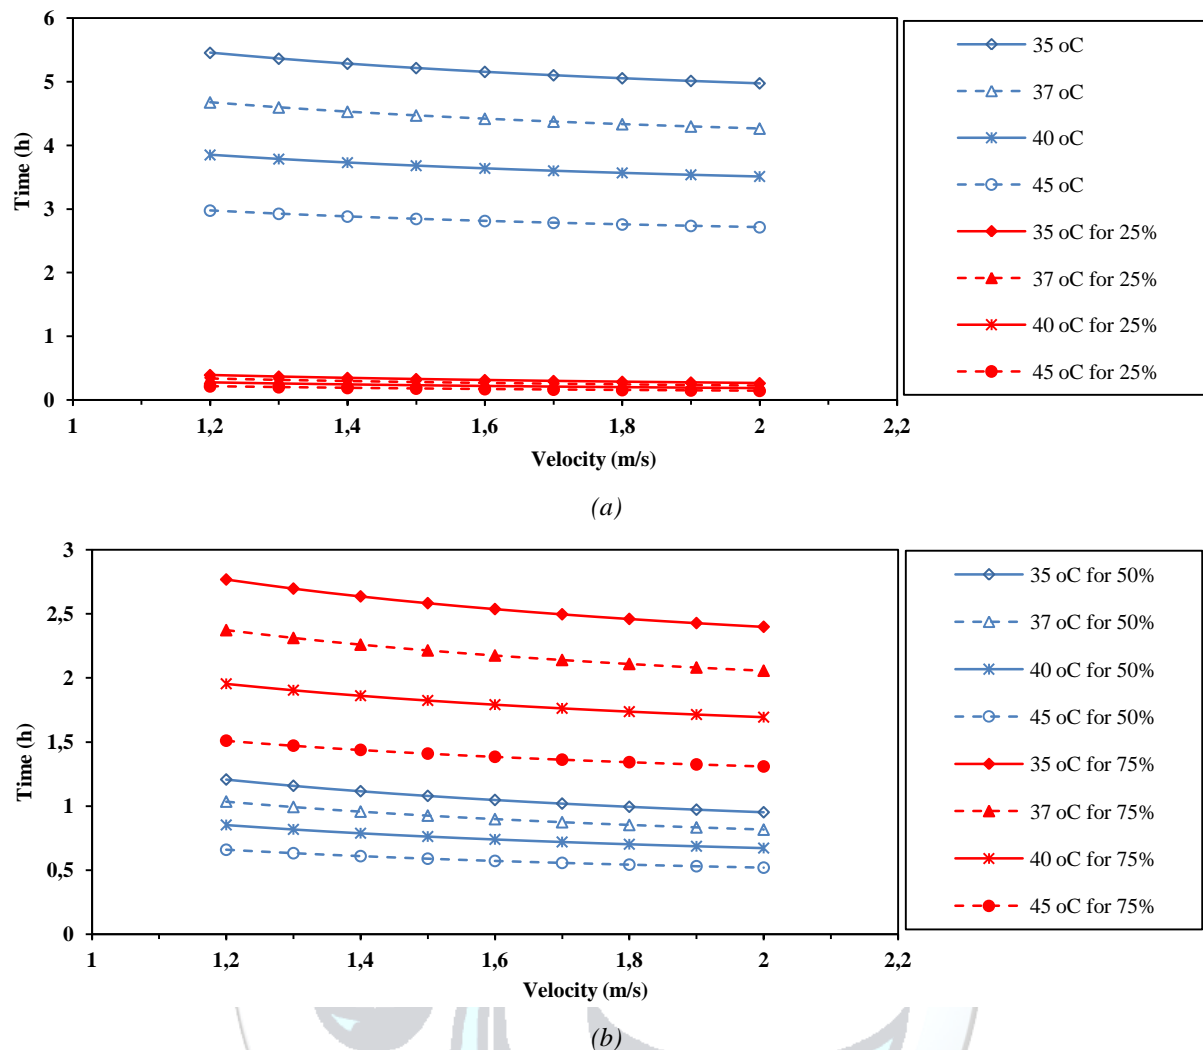 6
5
4
3
2
1
0
Time (h)
1 1,2 1,4 1,6 1,8 2 2,2
Velocity (m/s)
35 oC
37 oC
40 oC
45 oC
35 oC for 25%
37 oC for 25%
40 oC for 25%
45 oC for 25%
(a)
3
2,5
2
1,5
1
0,5
0
Time (h)
1 1,2 1,4 1,6 1,8 2 2,2
Velocity (m/s)
35 oC for 50%
37 oC for 50%
40 oC for 50%
45 oC for 50%
35 oC for 75%
37 oC for 75%
40 oC for 75%
45 oC for 75%
(b)